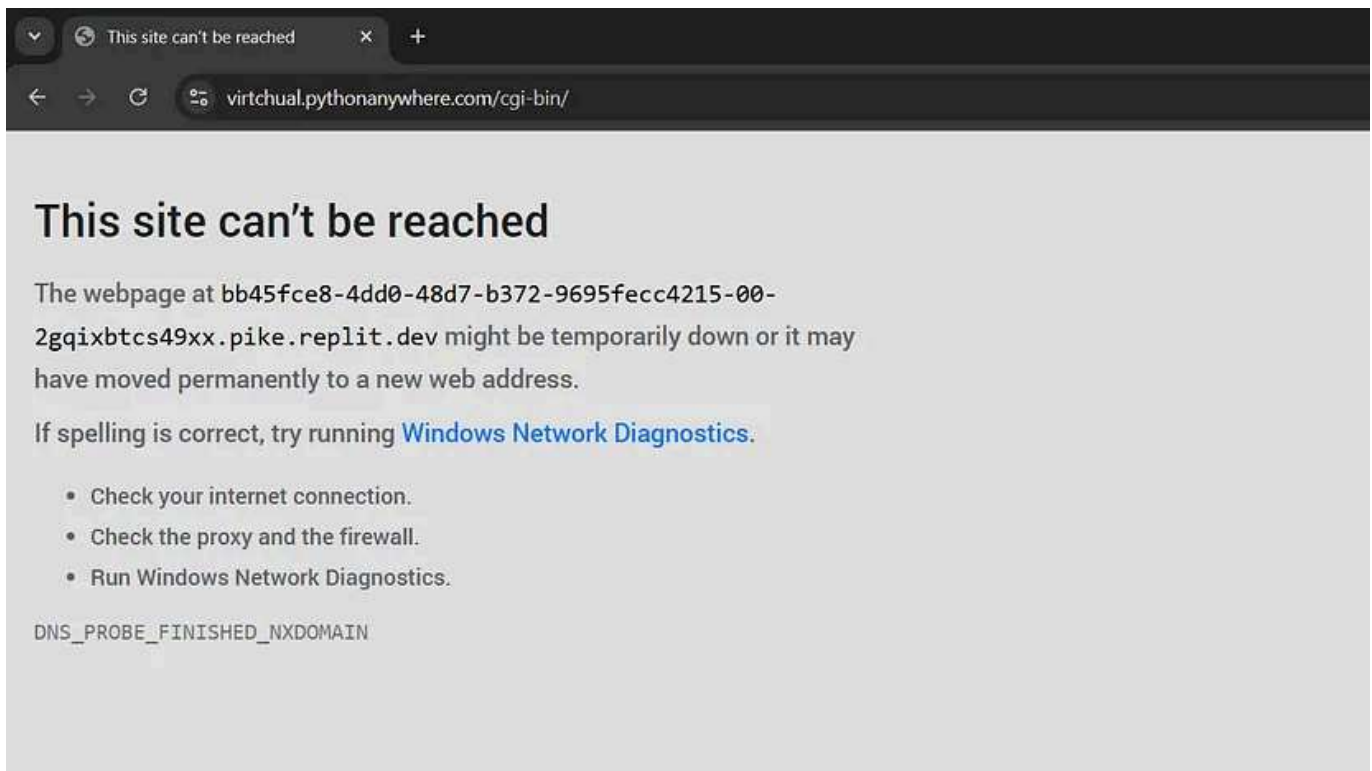 This site can’t be reached
virtchual.pythonanywhere.com/cgi-bin/
This site can’t be reached
The webpage at bb45fce8-4dd0-48d7-b372-9695fecc4215-00-
2gqixbtcs49xx.pike.replit.dev might be temporarily down or it may
have moved permanently to a new web address.
If spelling is correct, try running Windows Network Diagnostics.
• Check your internet connection.
• Check the proxy and the firewall.
• Run Windows Network Diagnostics.
DNS_PROBE_FINISHED_NXDOMAIN